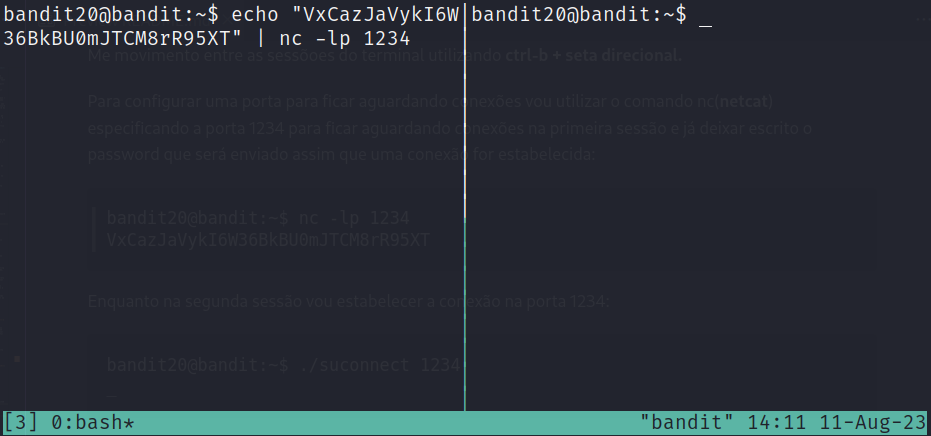 bandit20@bandit:~$ echo "VxCazJaVykI6W
36BkBU0mJTCM8rR95XT" | nc -lp 1234
bandit20@bandit:~$ _
Me movimento entre as sessões do terminal utilizando ctrl-b + seta direcional.
Para configurar uma porta para ficar aguardando conexões vou utilizar o comando nc(netcat)
especificando a porta 1234 para ficar aguardando conexões na primeira sessão e já deixar escrito o
password que será enviado assim que uma conexão for estabelecida:
bandit20@bandit:~$ nc -lp 1234
VxCazJaVykI6W36BkBU0mJTCM8rR95XT
Enquanto na segunda sessão vou estabelecer a conexão na porta 1234:
bandit20@bandit:~$ ./suconnect 1234
[3] 0:bash* "bandit" 14:11 11-Aug-23